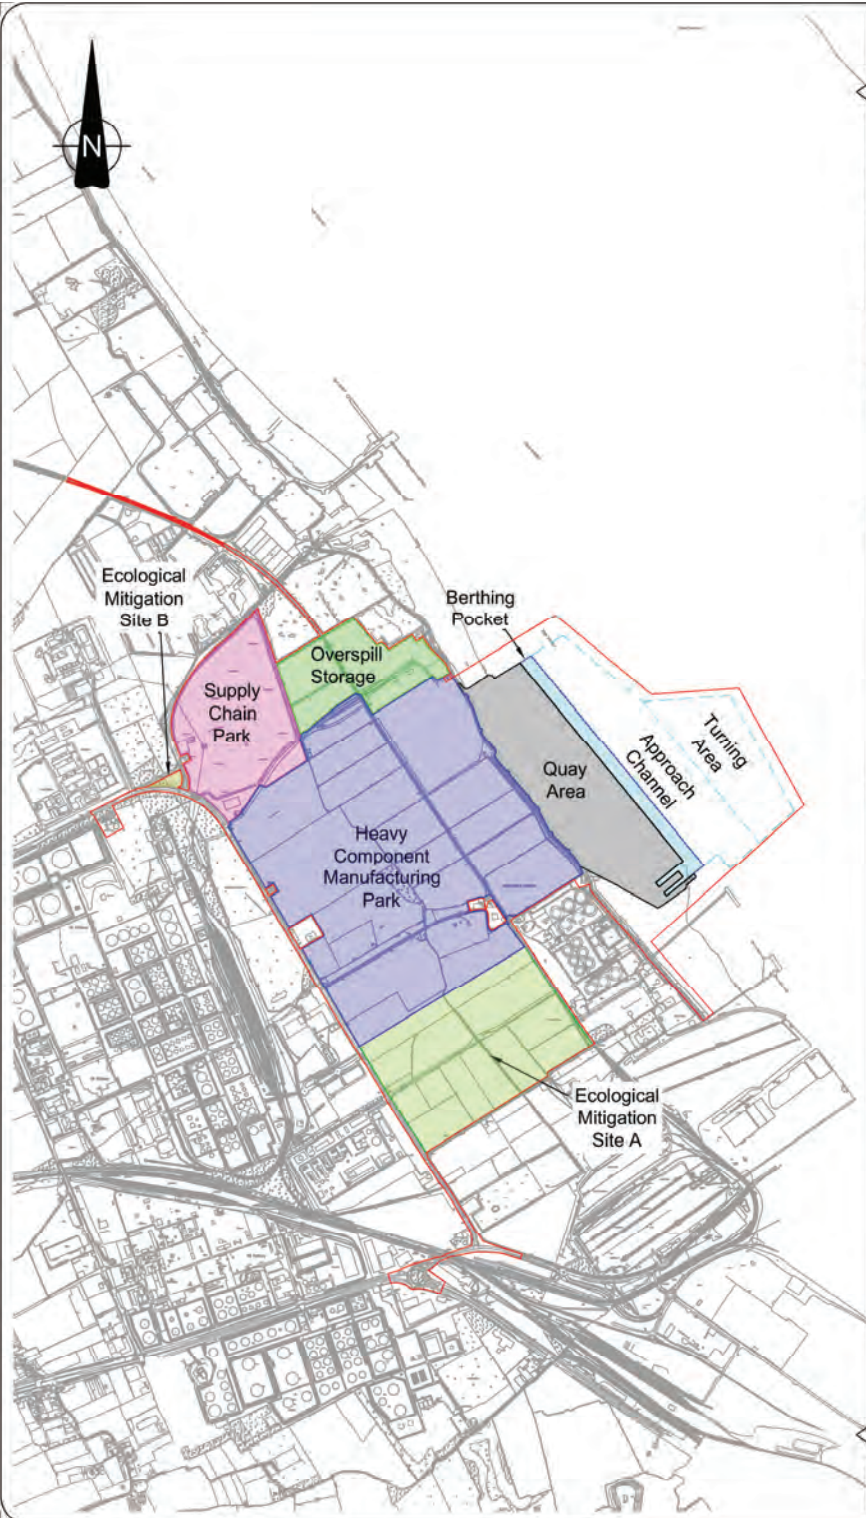 N
Ecological
Mitigation
Site B
Berthing
Pocket
Overspill
Storage
Supply
Chain
Park
Turning
Area
Approach
Channel
Quay
Area
Heavy
Component
Manufacturing
Park
Ecological
Mitigation
Site A